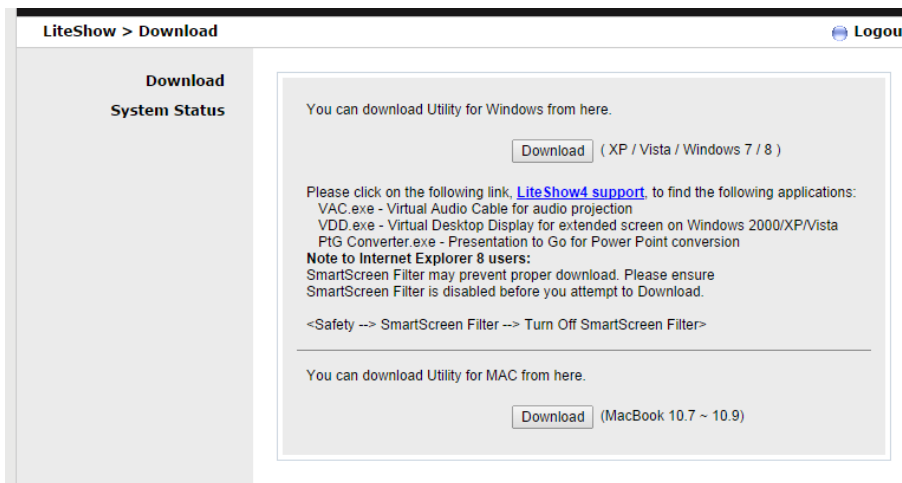 LiteShow > Download
Logou
Download
System Status
You can download Utility for Windows from here.
Download ( XP / Vista / Windows 7 / 8 )
Please click on the following link, LiteShow4 support, to find the following applications:
VAC.exe - Virtual Audio Cable for audio projection
VDD.exe - Virtual Desktop Display for extended screen on Windows 2000/XP/Vista
PtG Converter.exe - Presentation to Go for Power Point conversion
Note to Internet Explorer 8 users:
SmartScreen Filter may prevent proper download. Please ensure
SmartScreen Filter is disabled before you attempt to Download.
<Safety --> SmartScreen Filter --> Turn Off SmartScreen Filter>
You can download Utility for MAC from here.
Download (MacBook 10.7 ~ 10.9)